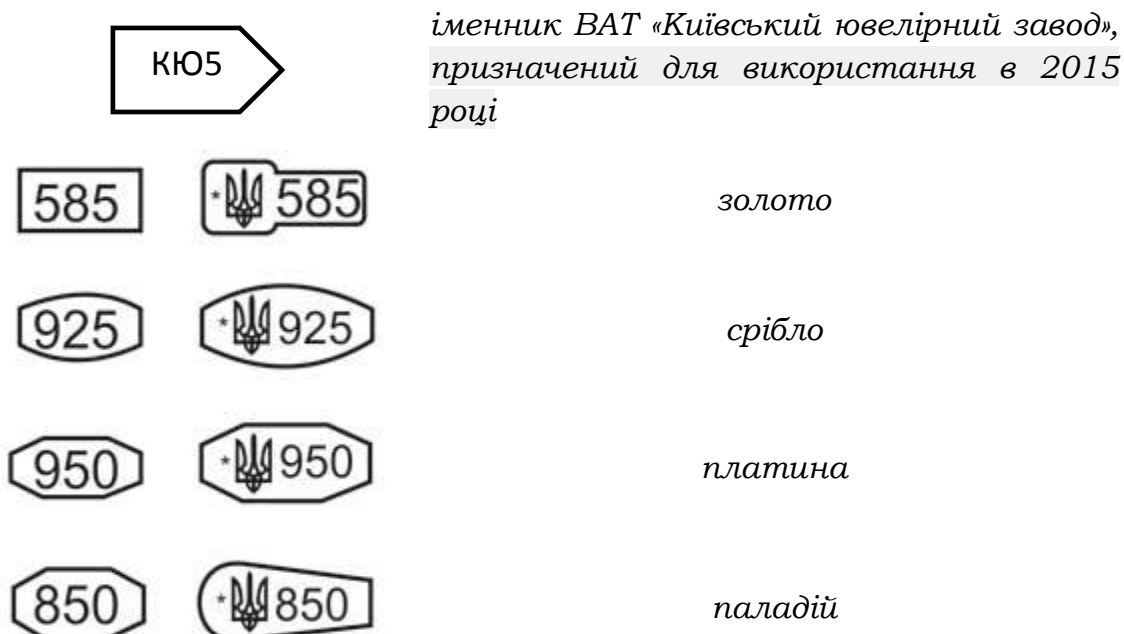 КЮ5
іменник ВАТ «Київський ювелірний завод»,
призначений для використання в 2015
році
585 585 золото
925 925 срібло
950 950 платина
850 850 паладій